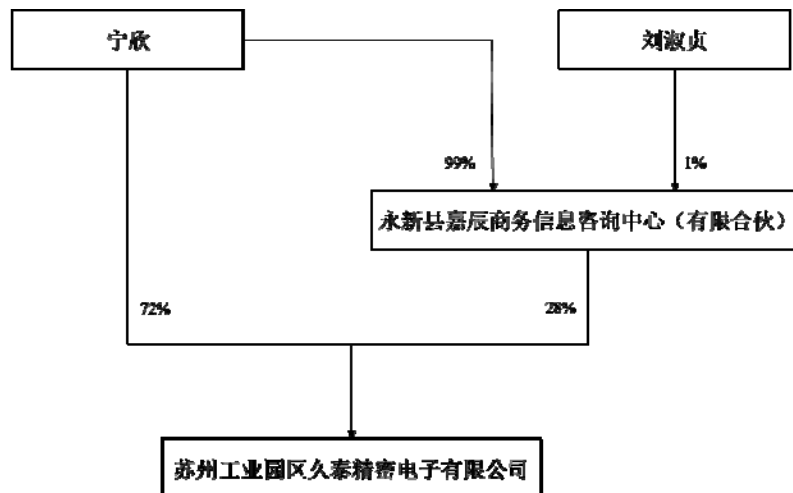 宁欣
刘淑贞
99%
1%
永新县嘉辰商务信息咨询中心（有限合伙）
72%
28%
苏州工业园区久泰精密电子有限公司